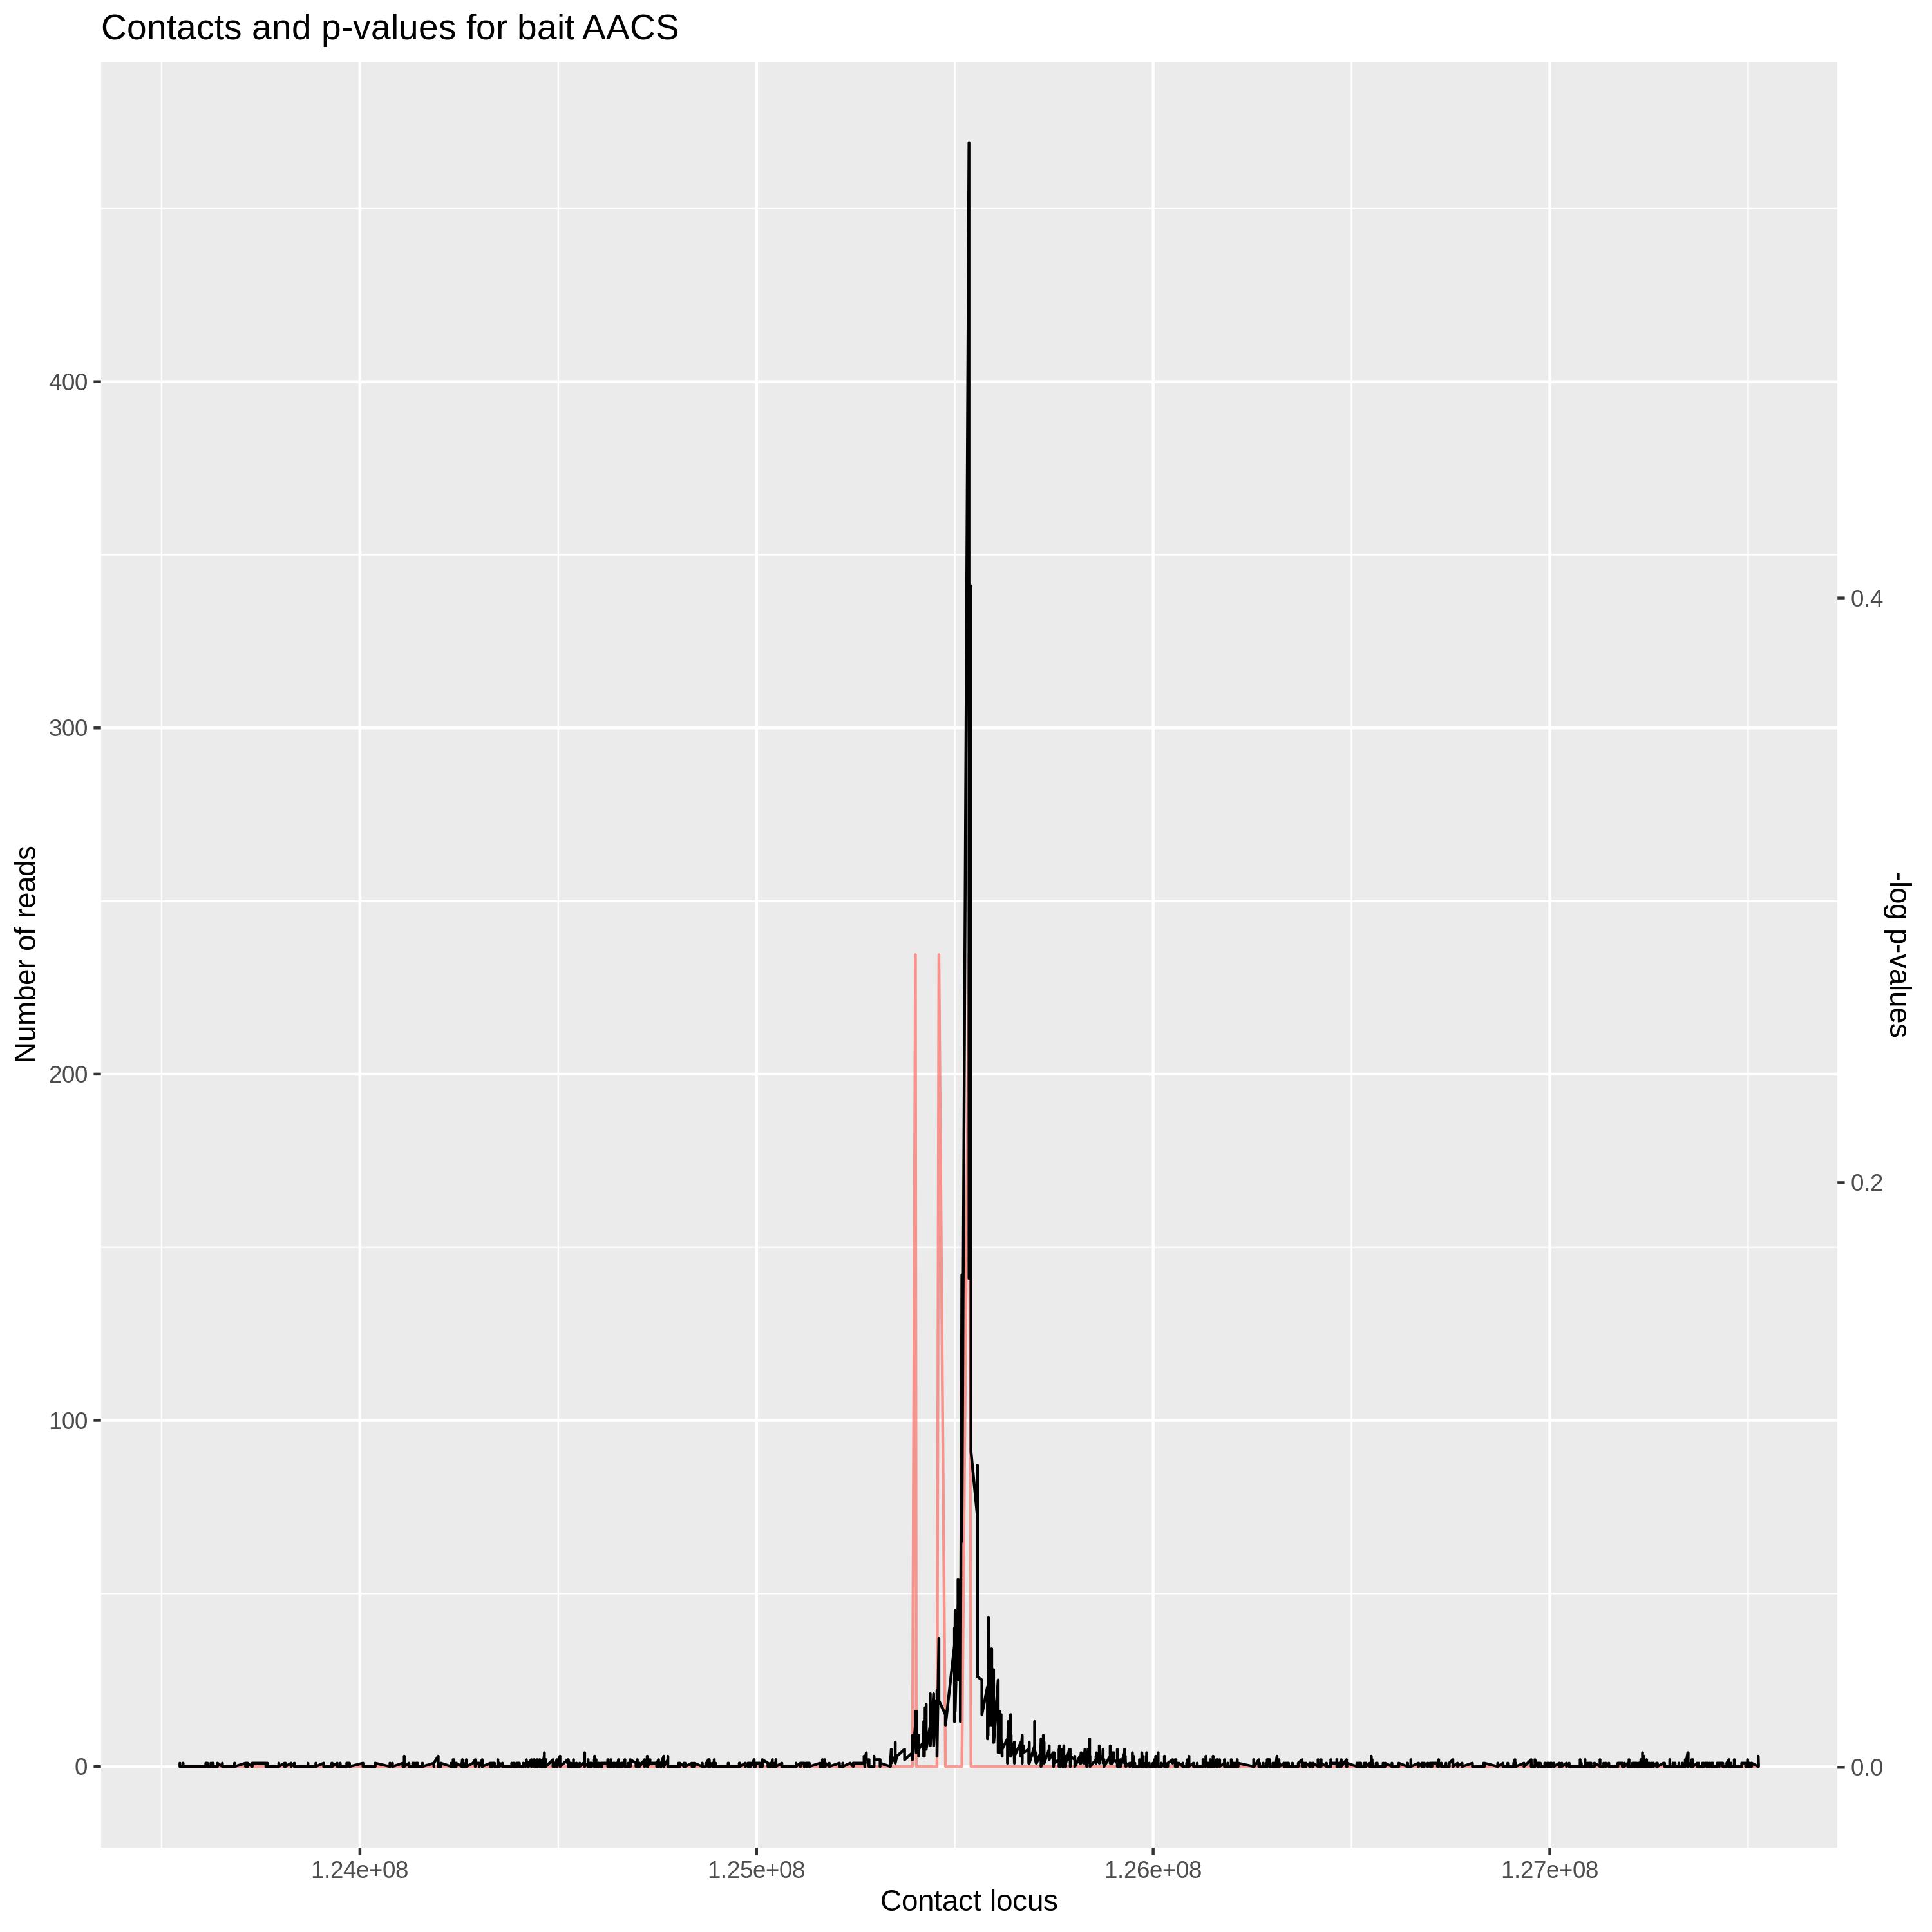 Contacts and p-values for bait AACS
Number of reads
400
300
200
100
0
0.4
0.2
0.0
-log p-values
1.24e+08
1.25e+08
1.26e+08
1.27e+08
Contact locus